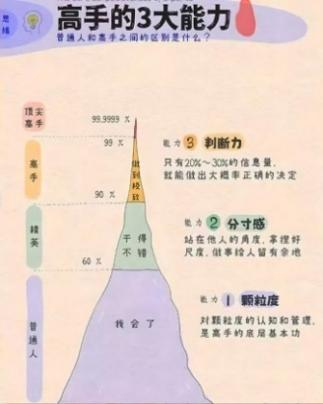 思
维
高手的3大能力
普通人和高手之间的区别是什么？
顶尖
高手
99.9999 %
99 %
高
手
做
到
极
致
90 %
能力 3 判断力
只有20%～30%的信息量，
就能做出大概率正确的决定
精
英
干 得
不 错
60 %
能力 2 分寸感
站在他人的角度，拿捏好
尺度，做事给人留有余地
普
通
人
我 会 了
能力 1 颗粒度
对颗粒度的认知和管理，
是高手的底层基本功